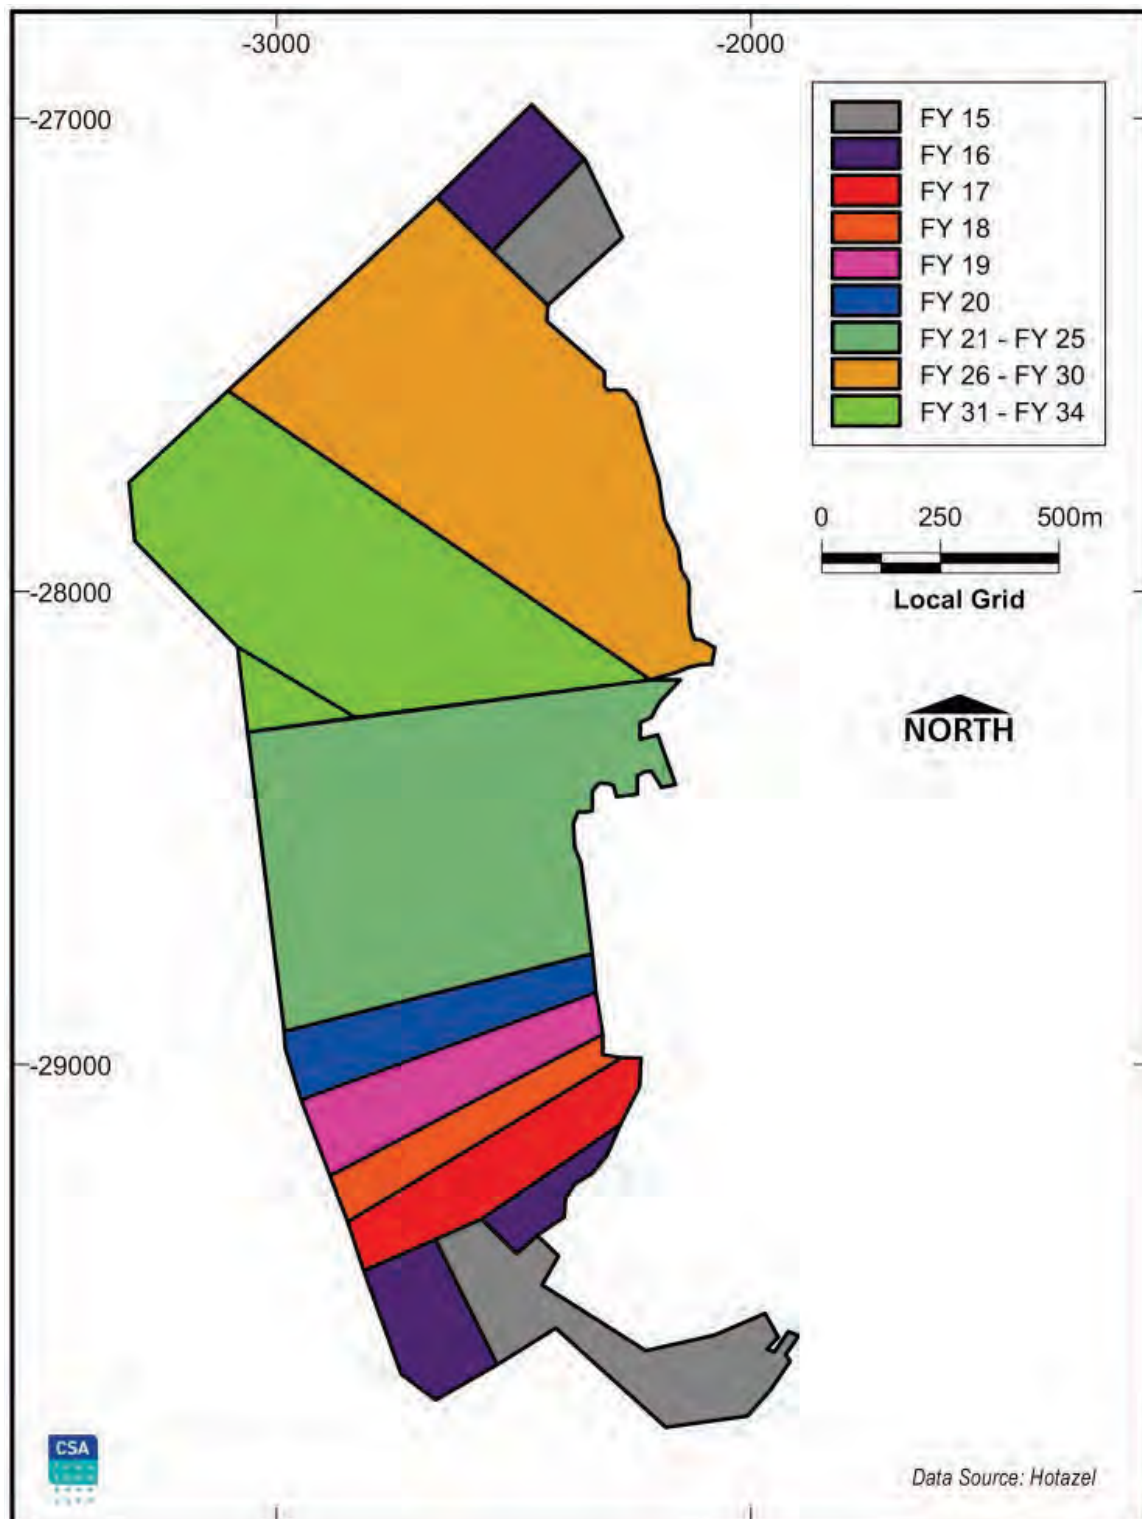 -3000 -2000
-27000
FY 15
FY 16
FY 17
FY 18
FY 19
FY 20
FY 21 - FY 25
FY 26 - FY 30
FY 31 - FY 34
0 250 500m
Local Grid
-28000
NORTH
-29000
CSA
Data Source: Hotazel